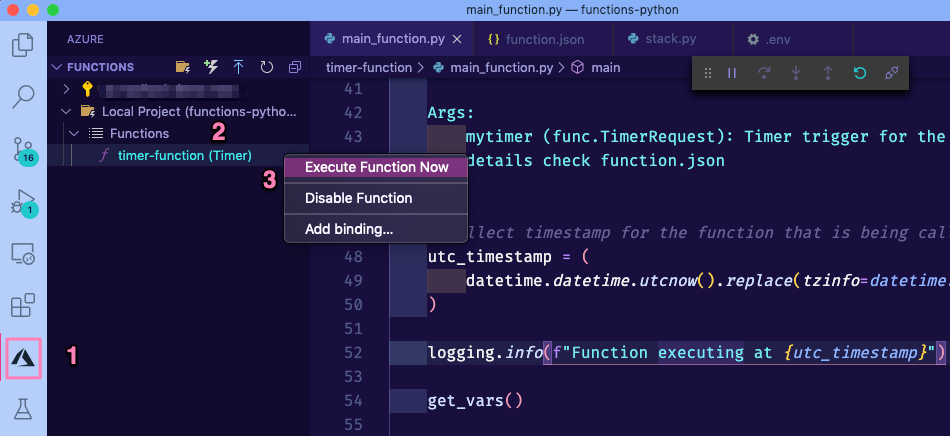 main_function.py — functions-python
AZURE
main_function.py
{} function.json
stack.py
.env
FUNCTIONS
timer-function > main_function.py > main
Local Project (functions-pytho...
Functions
2
timer-function (Timer)
3
Execute Function Now
Disable Function
Add binding...
16
1
1
41
42 Args:
43 mytimer (func.TimerRequest): Timer trigger for the
details check function.json
llect timestamp for the function that is being cal
48 utc_timestamp = (
49 datetime.datetime.utcnow().replace(tzinfo=datetime.
50 )
51
52 logging.info(f"Function executing at {utc_timestamp}")
53
54 get_vars()
55